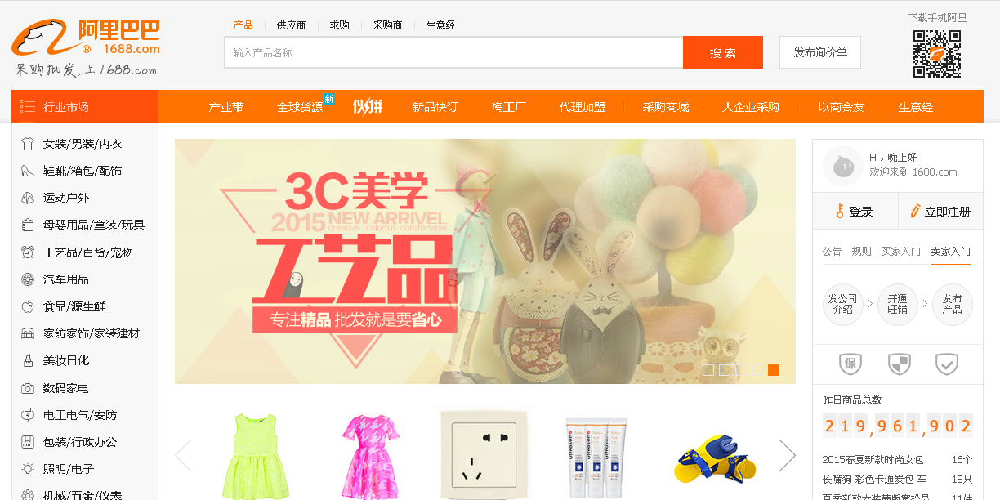 阿里巴巴
® 1688.com
采购批发,上1688.com
产品 供应商 求购 采购商 生意经
输入产品名称
搜 索
发布询价单
下载手机阿里
行业市场
产业带 全球货源 新 伙拼 新品快订 淘工厂 代理加盟 采购商城 大企业采购 以商会友 生意经
女装/男装/内衣
鞋靴/箱包/配饰
运动户外
母婴用品/童装/玩具
工艺品/百货/宠物
汽车用品
食品/源生鲜
家纺家饰/家装建材
美妆日化
数码家电
电工电气/安防
包装/行政办公
照明/电子
机械/五金/仪表
3C美学
2015 NEW ARRIVEL
creative · colorful · comfortable
工艺品
专注精品 批发就是要省心
ultrasun
ultrasun
ultrasun
Hi，晚上好
欢迎来到 1688.com
登录 立即注册
公告 规则 买家入门 卖家入门
发公司
介绍
开通
旺铺
发布
产品
保
昨日商品总数
219,961,902
2015春夏新款时尚女包 16个
长嘴狗 彩色卡通炭包 车 18只
夏季新款女装韩版宽松显 11件